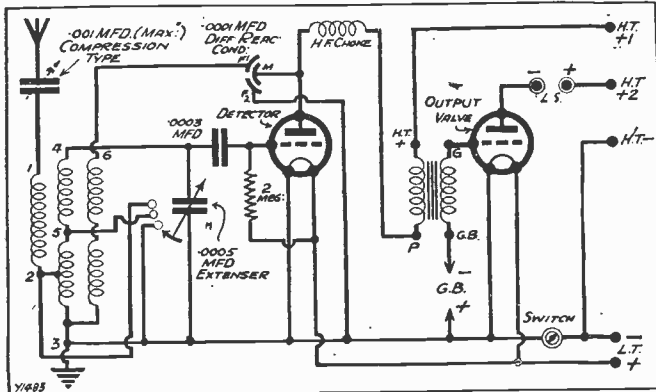 .001 MFD. (MAX:)
COMPRESSION
TYPE
.0001 MFD
DIFF REAC
COND:
F1
M
F2
H.F. CHOKE
H.T.
+1
H.T
+2
H.T.-
- +
L.S.
OUTPUT
VALVE
DETECTOR
.0003
MFD
H.T.
+
G
1
4
6
2
MEG:
5
M
.0005
MFD
EXTENSER
2
P
G.B.
-
G.B.
+
3
SWITCH
-
L.T.
+
Y1483